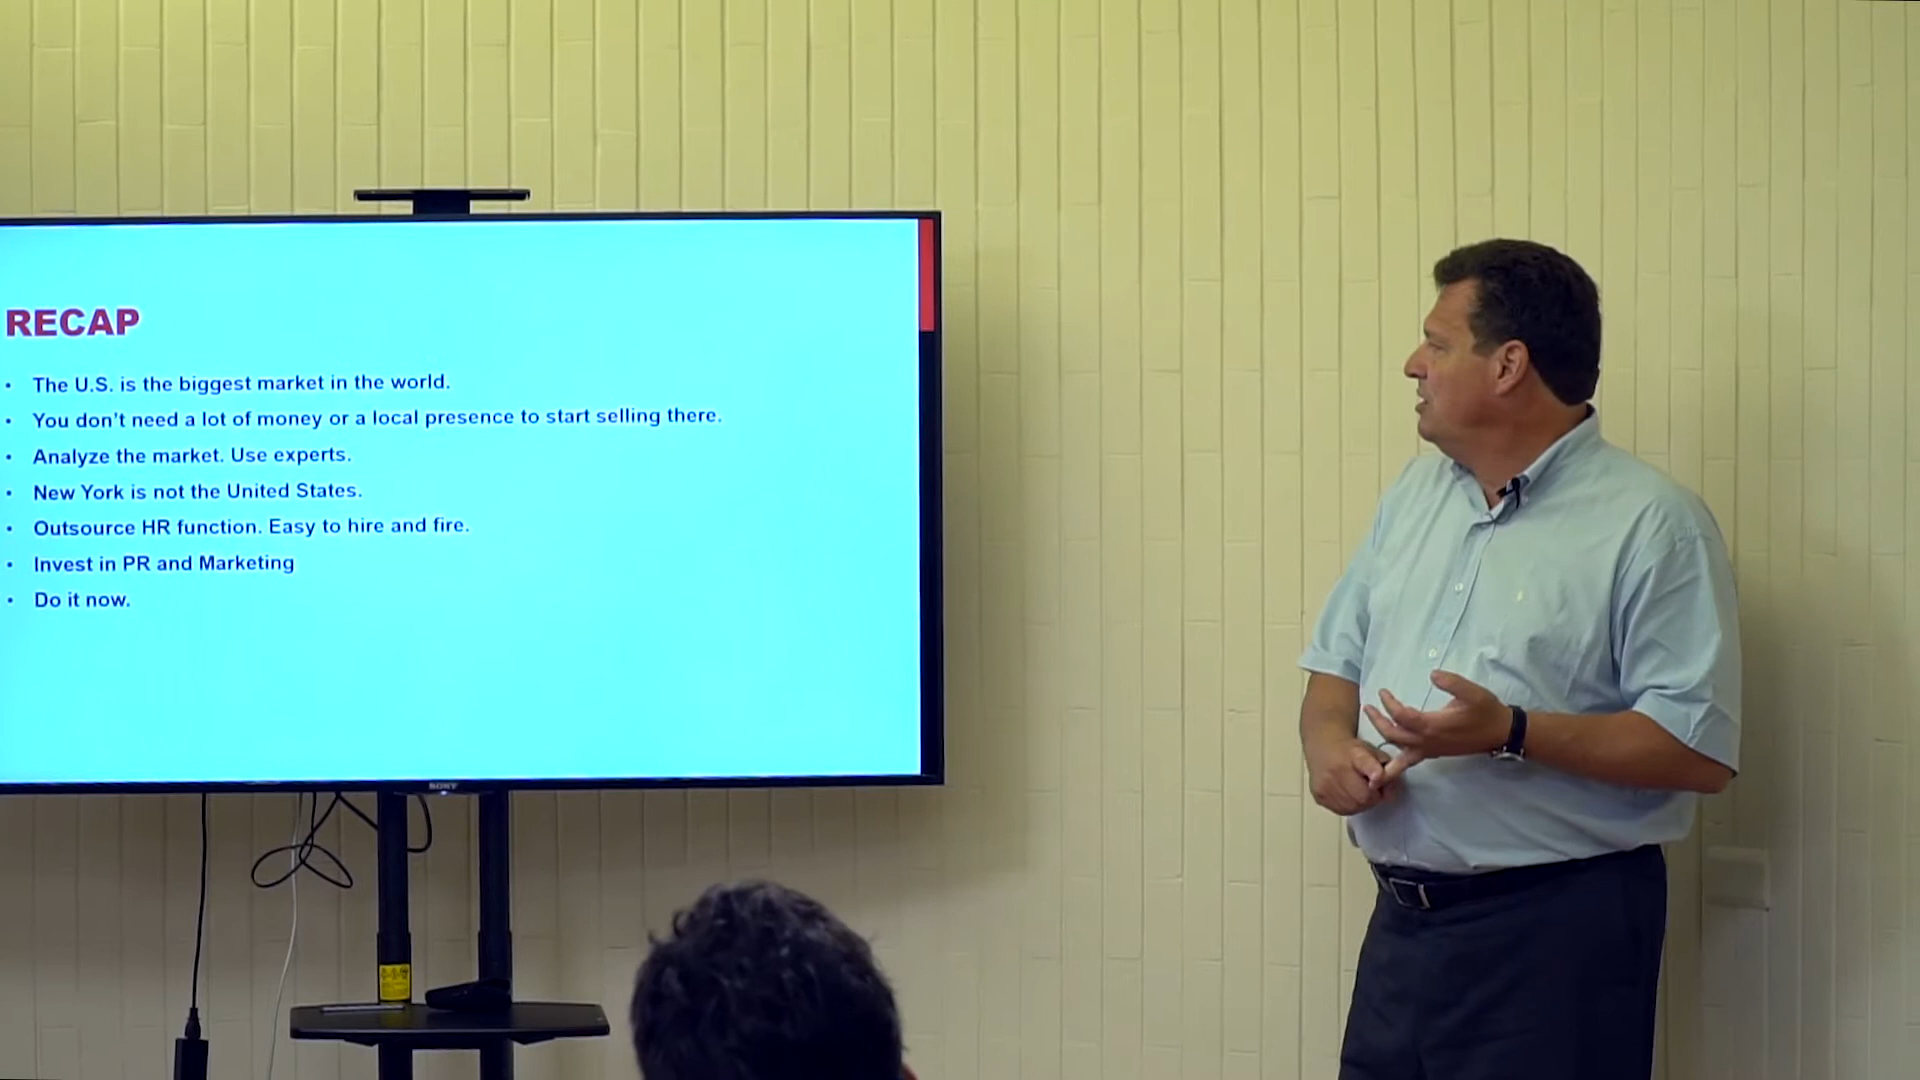 RECAP
• The U.S. is the biggest market in the world.
• You don't need a lot of money or a local presence to start selling there.
• Analyze the market. Use experts.
• New York is not the United States.
• Outsource HR function. Easy to hire and fire.
• Invest in PR and Marketing
• Do it now.
SONY